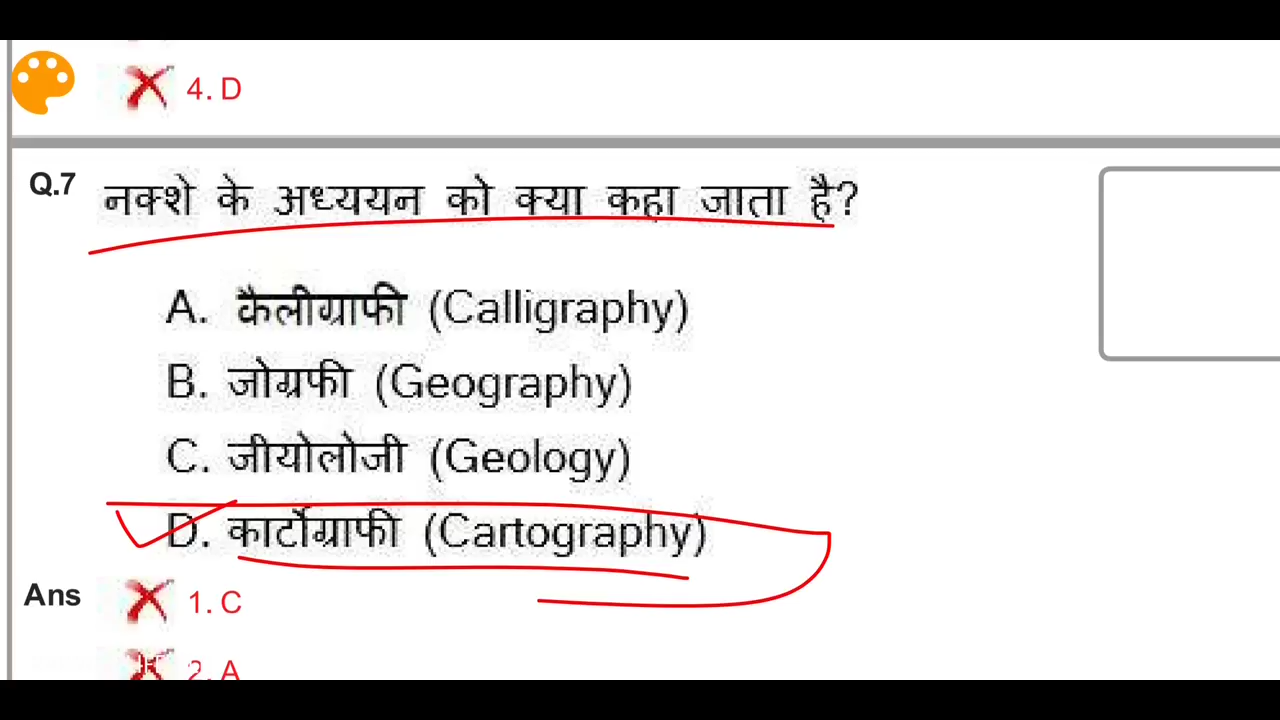 4. D
Q.7 नक्शे के अध्ययन को क्या कहा जाता है?
A. कैलीग्राफी (Calligraphy)
B. जोग्रफी (Geography)
C. जीयोलोजी (Geology)
D. कार्टोग्राफी (Cartography)
Ans 1. C
2. A